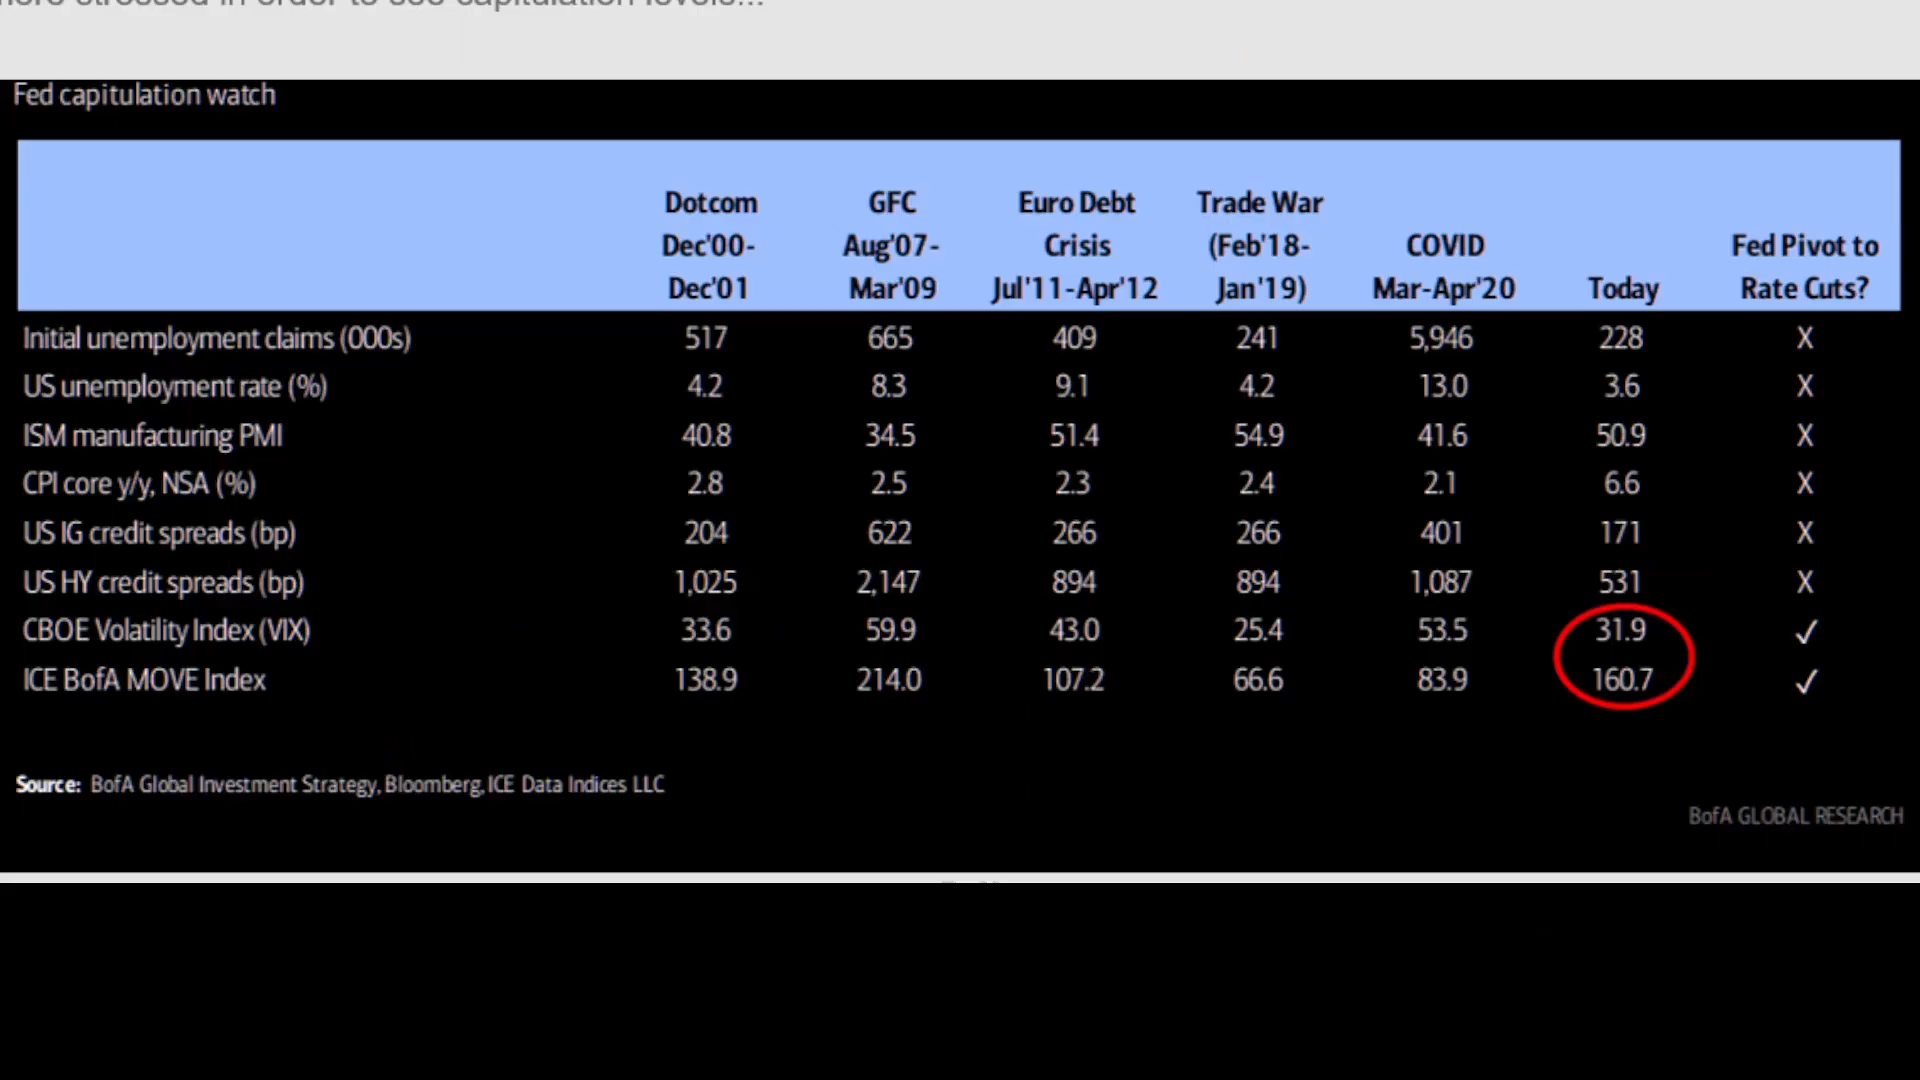 stressed in order to see capitulation levels...
Fed capitulation watch
Dotcom Dec'00- Dec'01 GFC Aug'07- Mar'09 Euro Debt Crisis Jul'11-Apr'12 Trade War (Feb'18- Jan'19) COVID Mar-Apr'20 Today Fed Pivot to Rate Cuts?
Initial unemployment claims (000s) 517 665 409 241 5,946 228 X
US unemployment rate (%) 4.2 8.3 9.1 4.2 13.0 3.6 X
ISM manufacturing PMI 40.8 34.5 51.4 54.9 41.6 50.9 X
CPI core y/y, NSA (%) 2.8 2.5 2.3 2.4 2.1 6.6 X
US IG credit spreads (bp) 204 622 266 266 401 171 X
US HY credit spreads (bp) 1,025 2,147 894 894 1,087 531 X
CBOE Volatility Index (VIX) 33.6 59.9 43.0 25.4 53.5 31.9 ✓
ICE BofA MOVE Index 138.9 214.0 107.2 66.6 83.9 160.7 ✓
Source: BofA Global Investment Strategy, Bloomberg, ICE Data Indices LLC
BofA GLOBAL RESEARCH